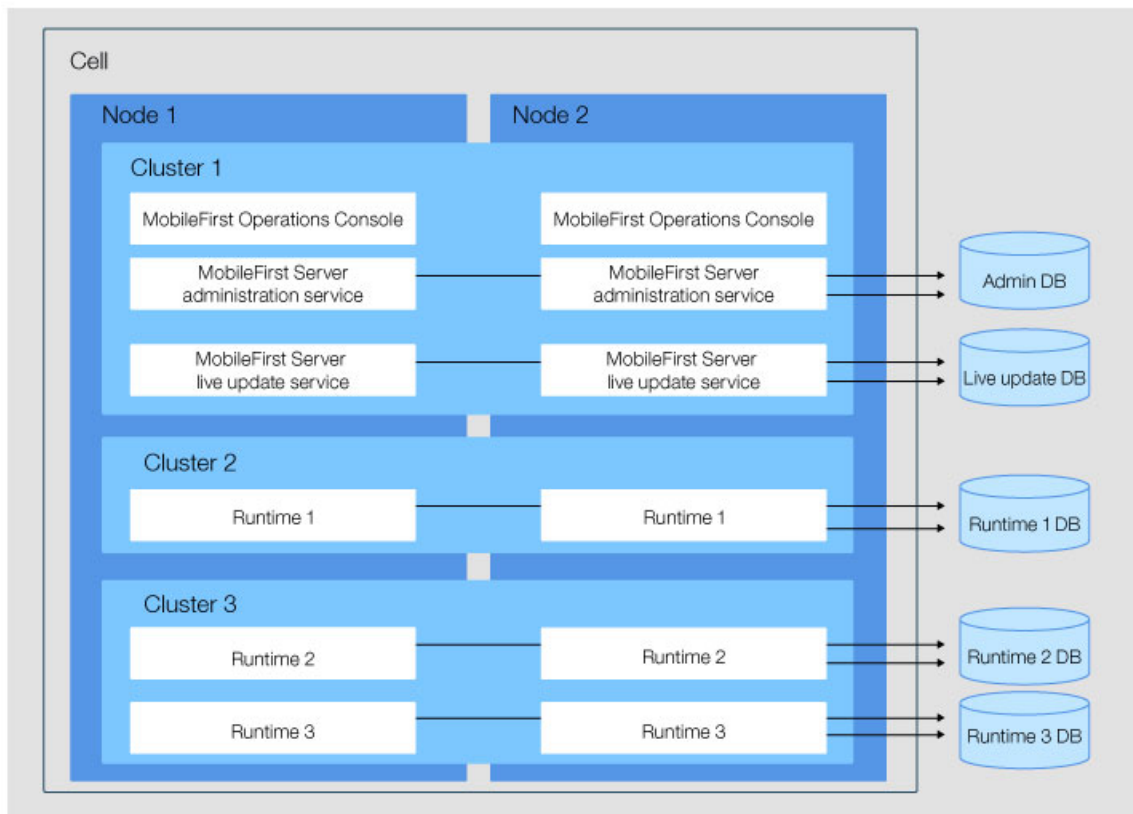 Cell
Node 1
Node 2
Cluster 1
MobileFirst Operations Console
MobileFirst Operations Console
MobileFirst Server
administration service
MobileFirst Server
administration service
Admin DB
MobileFirst Server
live update service
MobileFirst Server
live update service
Live update DB
Cluster 2
Runtime 1
Runtime 1
Runtime 1 DB
Cluster 3
Runtime 2
Runtime 2
Runtime 2 DB
Runtime 3
Runtime 3
Runtime 3 DB